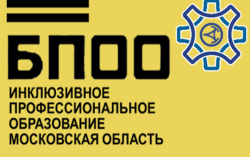 БПОО
ИНКЛЮЗИВНОЕ
ПРОФЕССИОНАЛЬНОЕ
ОБРАЗОВАНИЕ
МОСКОВСКАЯ ОБЛАСТЬ